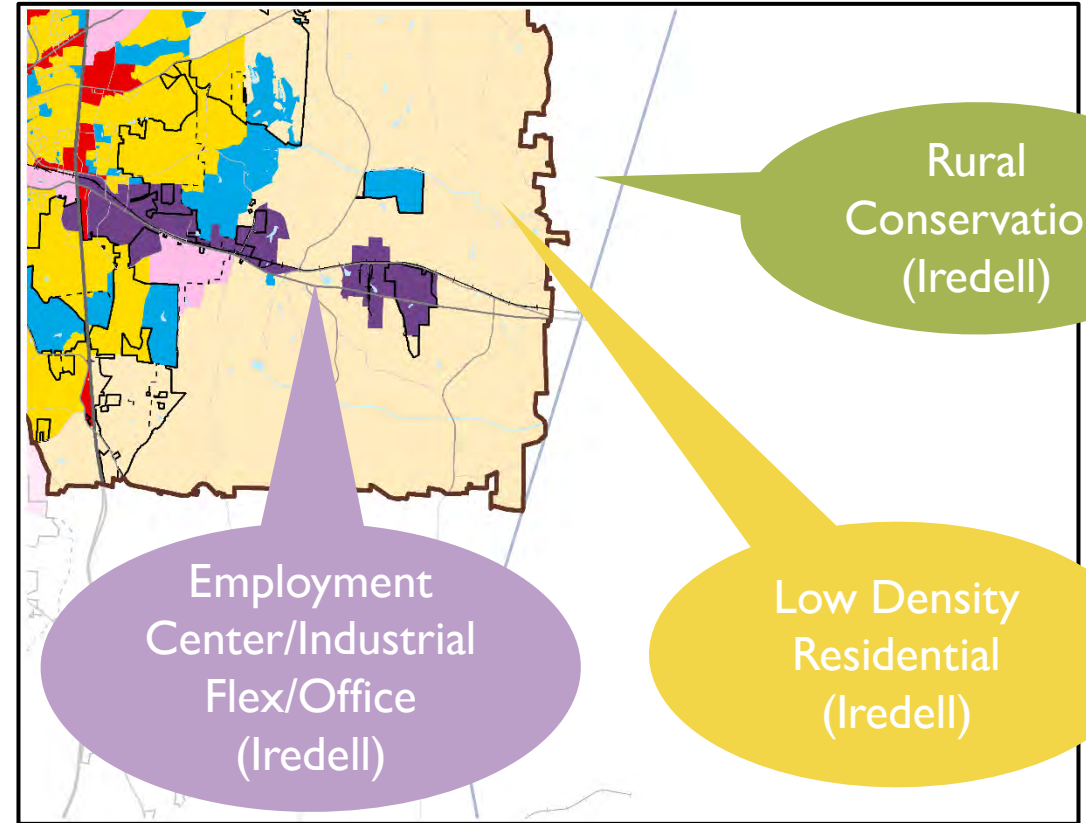 Rural
Conservatio
(Iredell)
Employment
Center/Industrial
Flex/Office
(Iredell)
Low Density
Residential
(Iredell)